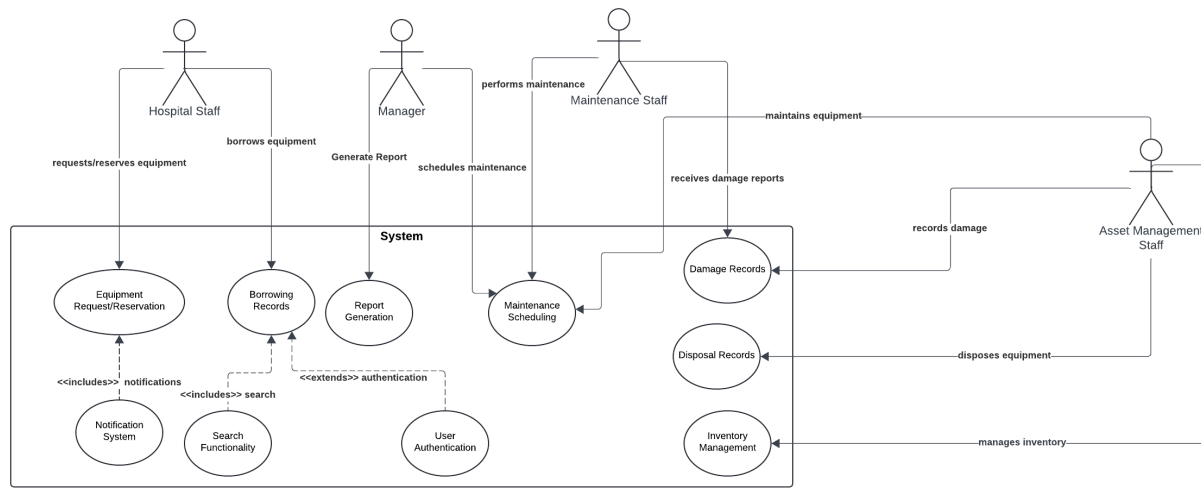 Hospital Staff
Manager
Maintenance Staff
performs maintenance
maintains equipment
borrows equipment
Generate Report
requests/reserves equipment
schedules maintenance
receives damage reports
records damage
Asset Management
Staff
System
Equipment
Request/Reservation
Borrowing
Records
Report
Generation
Maintenance
Scheduling
Damage Records
Disposal Records
disposes equipment
<<includes>> notifications
<<includes>> search
<<extends>> authentication
Notification
System
Search
Functionality
User
Authentication
Inventory
Management
manages inventory